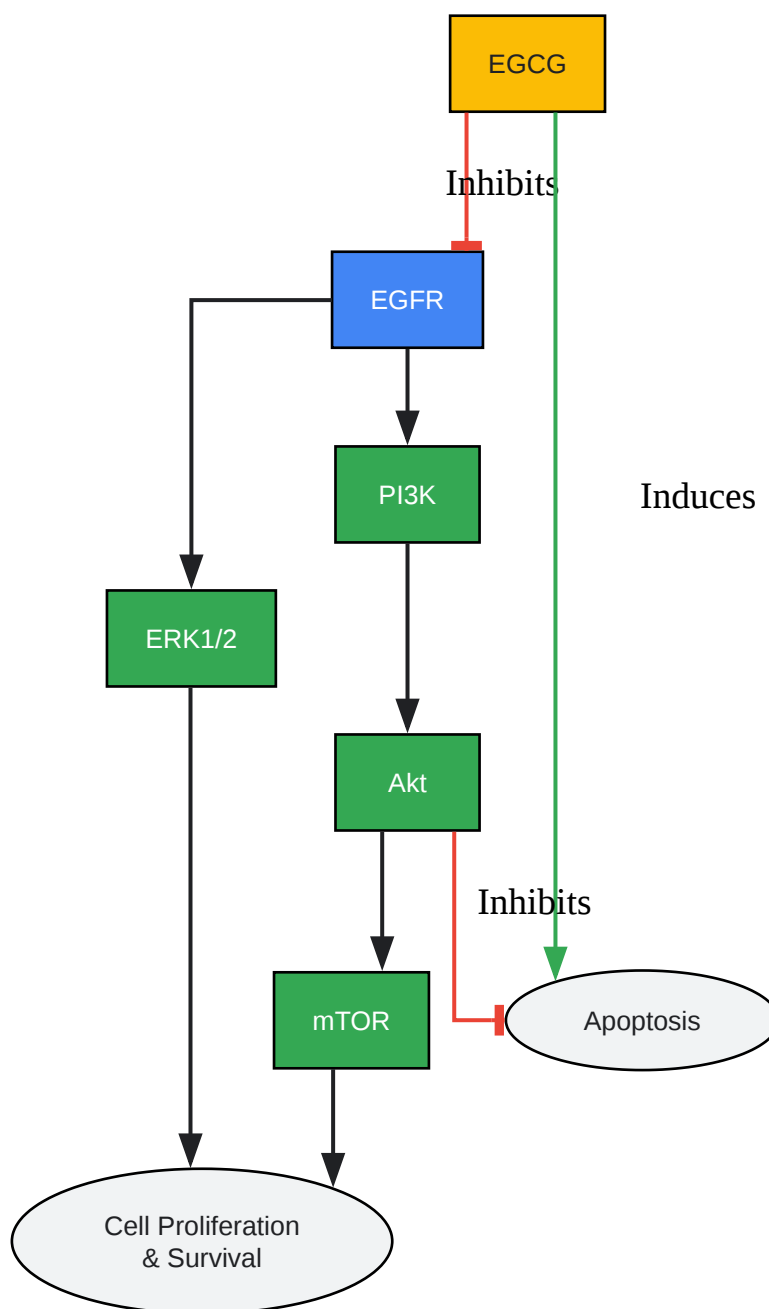 EGCG
Inhibits
EGFR
PI3K
Induces
ERK1/2
Akt
Inhibits
mTOR
Apoptosis
Cell Proliferation
& Survival